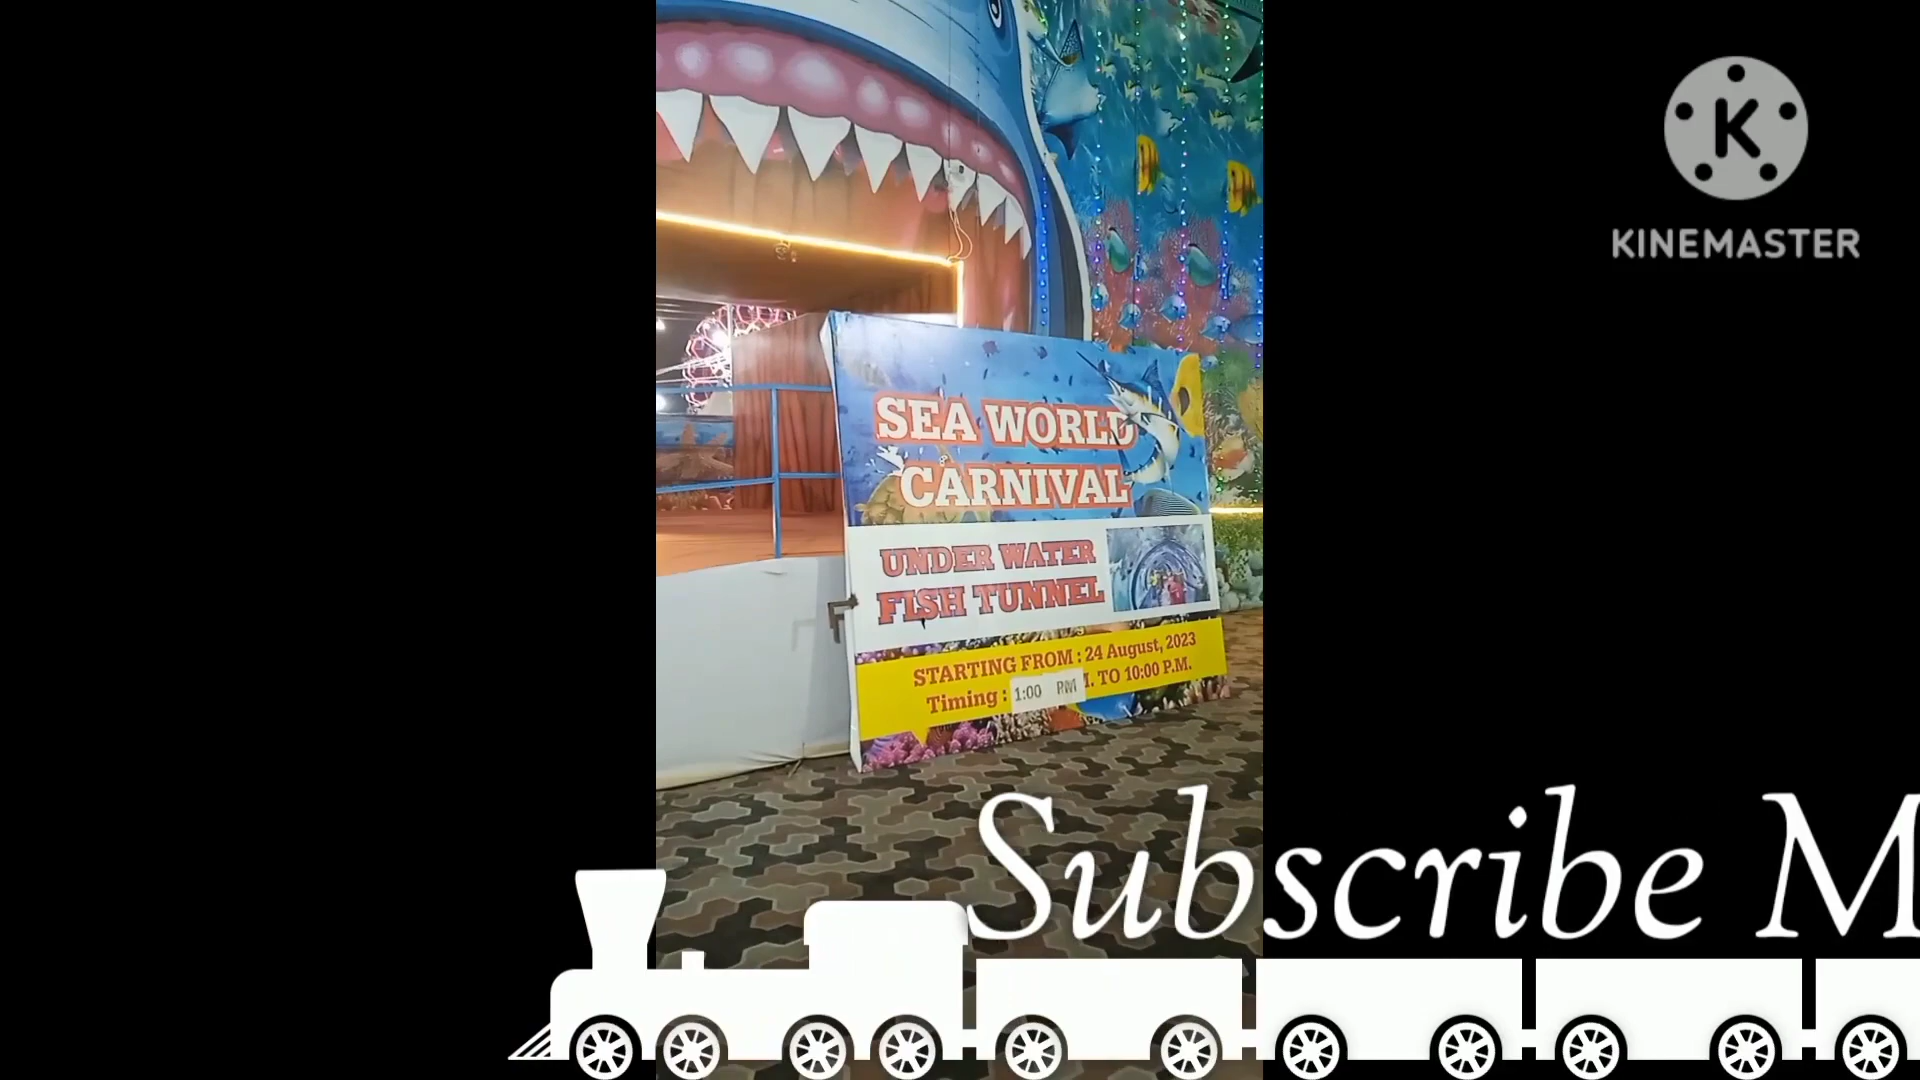 K
KINEMASTER
SEA WORLD
CARNIVAL
UNDER WATER
FISH TUNNEL
STARTING FROM : 24 August, 2023
Timing : 1:00 PM M. TO 10:00 P.M.
Subscribe M